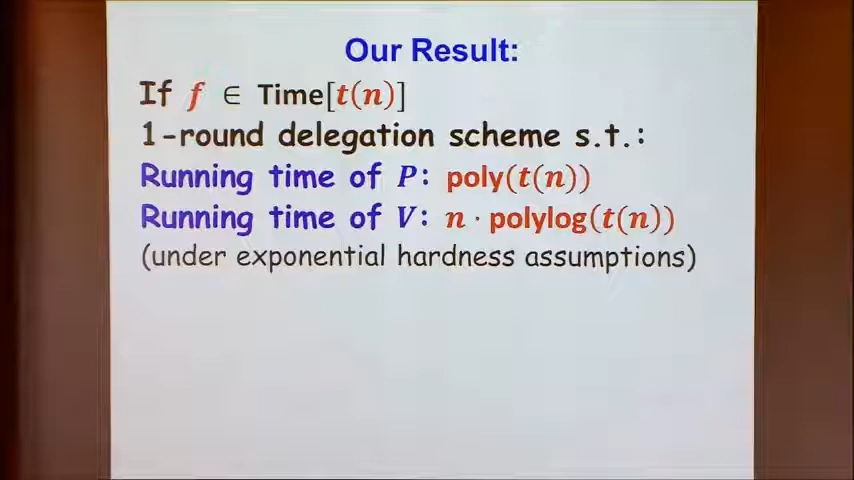 Our Result:
If f ∈ Time[t(n)]
1-round delegation scheme s.t.:
Running time of P: poly(t(n))
Running time of V: n · polylog(t(n))
(under exponential hardness assumptions)